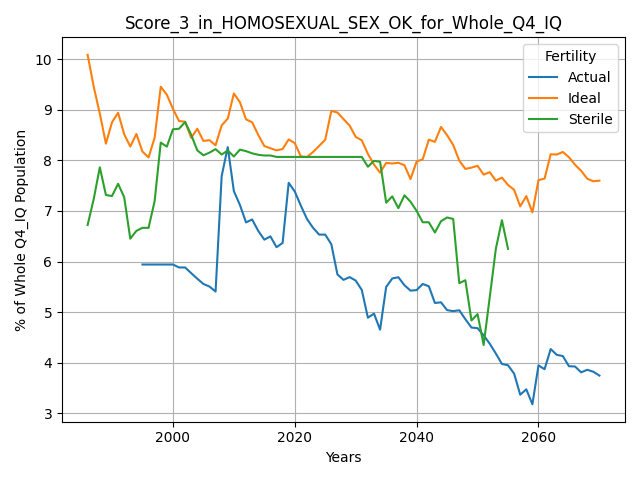 Score_3_in_HOMOSEXUAL_SEX_OK_for_Whole_Q4_IQ
Fertility
Actual
Ideal
Sterile
% of Whole Q4_IQ Population
10
9
8
7
6
5
4
3
2000
2020
2040
2060
Years